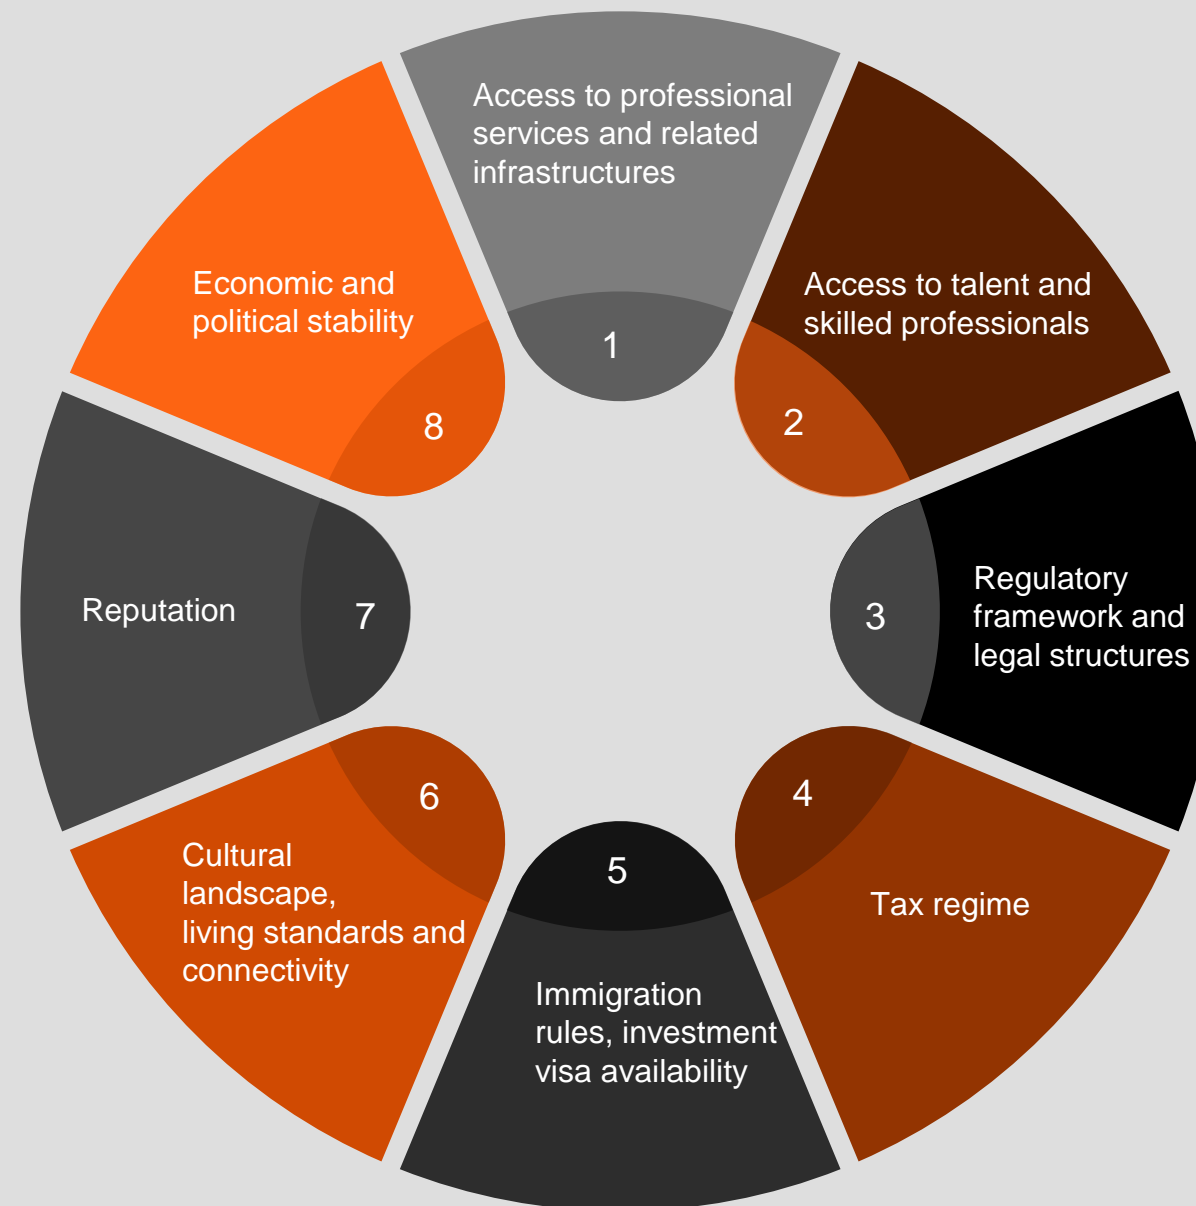 Access to professional
services and related
infrastructures
1
Access to talent and
skilled professionals
2
Regulatory
framework and
legal structures
3
Tax regime
4
Immigration
rules, investment
visa availability
5
Cultural
landscape,
living standards and
connectivity
6
Reputation
7
Economic and
political stability
8